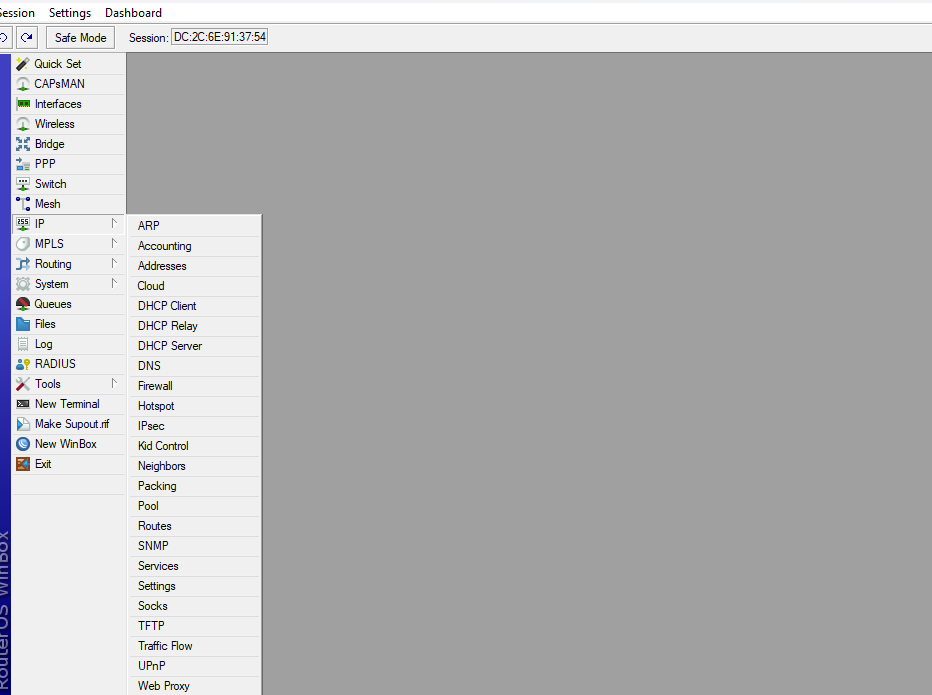 Session Settings Dashboard
Safe Mode Session: DC:2C:6E:91:37:54
Quick Set
CAPsMAN
Interfaces
Wireless
Bridge
PPP
Switch
Mesh
IP
MPLS
Routing
System
Queues
Files
Log
RADIUS
Tools
New Terminal
Make Supout.rif
New WinBox
Exit
ARP
Accounting
Addresses
Cloud
DHCP Client
DHCP Relay
DHCP Server
DNS
Firewall
Hotspot
IPsec
Kid Control
Neighbors
Packing
Pool
Routes
SNMP
Services
Settings
Socks
TFTP
Traffic Flow
UPnP
Web Proxy
RouterOS WinBox